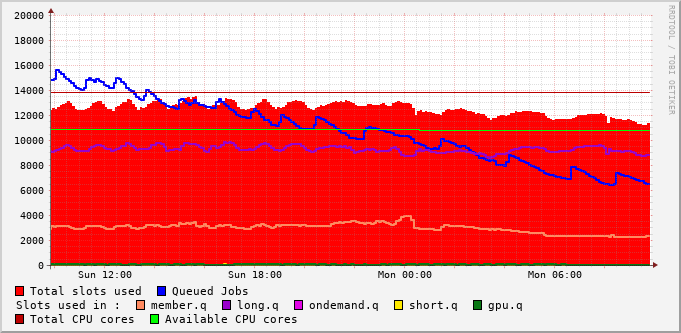 RRDTOOL / TOBI OETIKER
20000
18000
16000
14000
12000
10000
8000
6000
4000
2000
0
Sun 12:00 Sun 18:00 Mon 00:00 Mon 06:00
Total slots used Queued Jobs
Slots used in : member.q long.q ondemand.q short.q gpu.q
Total CPU cores Available CPU cores